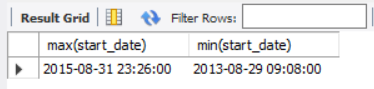 Result Grid Filter Rows:
max(start_date) min(start_date)
2015-08-31 23:26:00 2013-08-29 09:08:00